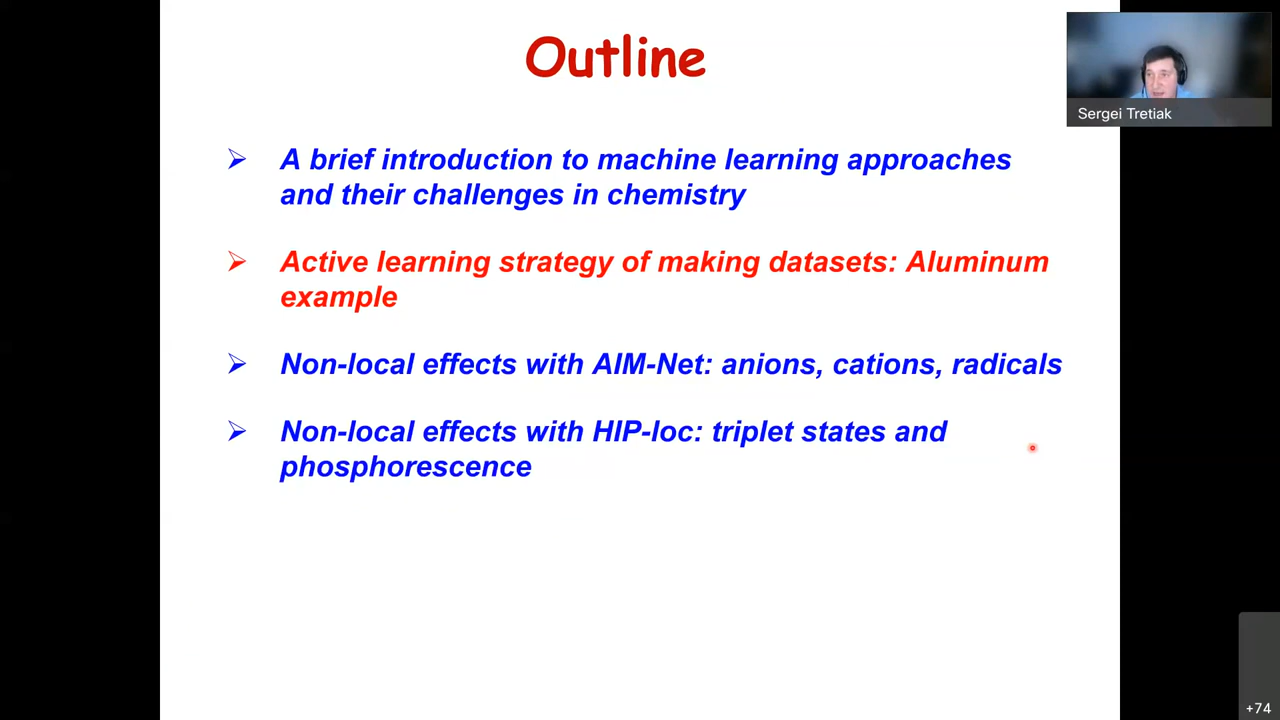 Outline
Sergei Tretiak
➢ A brief introduction to machine learning approaches
and their challenges in chemistry
➢ Active learning strategy of making datasets: Aluminum
example
➢ Non-local effects with AIM-Net: anions, cations, radicals
➢ Non-local effects with HIP-loc: triplet states and
phosphorescence
+74